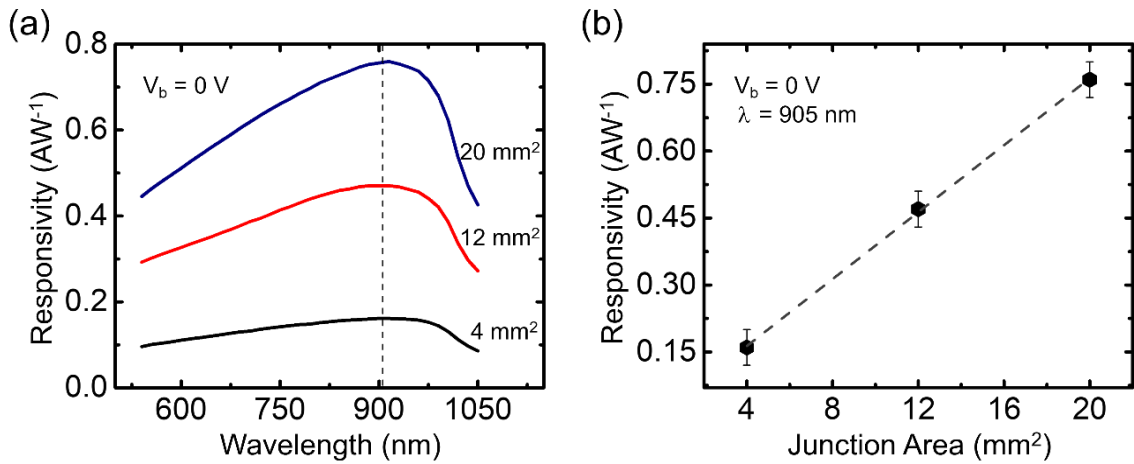 (a)
Responsivity (AW⁻¹)
0.8
0.6
0.4
0.2
0.0
V_b = 0 V
20 mm²
12 mm²
4 mm²
600 750 900 1050
Wavelength (nm)
(b)
Responsivity (AW⁻¹)
0.75
0.60
0.45
0.30
0.15
V_b = 0 V
λ = 905 nm
4 8 12 16 20
Junction Area (mm²)